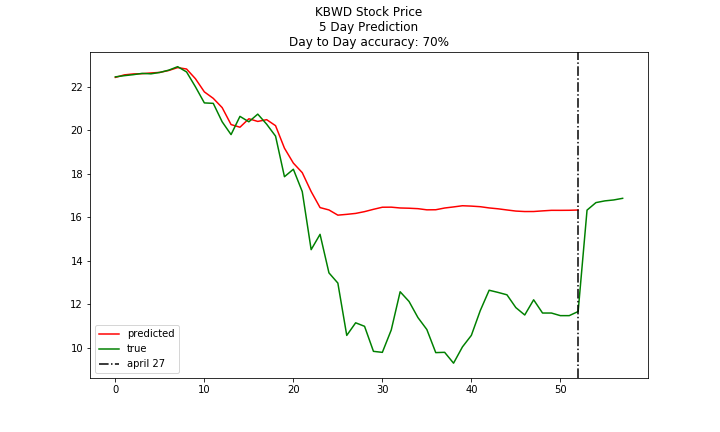 KBWD Stock Price
5 Day Prediction
Day to Day accuracy: 70%
22
20
18
16
14
12
10
predicted
true
april 27
0
10
20
30
40
50